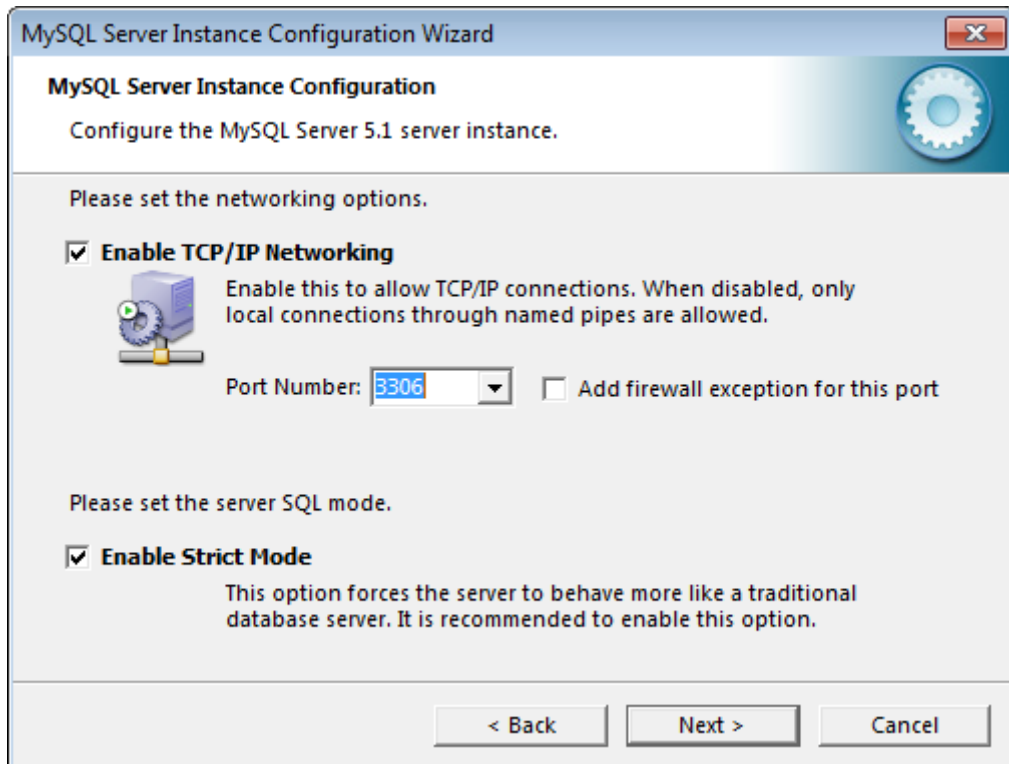 MySQL Server Instance Configuration Wizard
MySQL Server Instance Configuration
Configure the MySQL Server 5.1 server instance.
Please set the networking options.
Enable TCP/IP Networking
Enable this to allow TCP/IP connections. When disabled, only
local connections through named pipes are allowed.
Port Number: 3306 Add firewall exception for this port
Please set the server SQL mode.
Enable Strict Mode
This option forces the server to behave more like a traditional
database server. It is recommended to enable this option.
< Back Next > Cancel